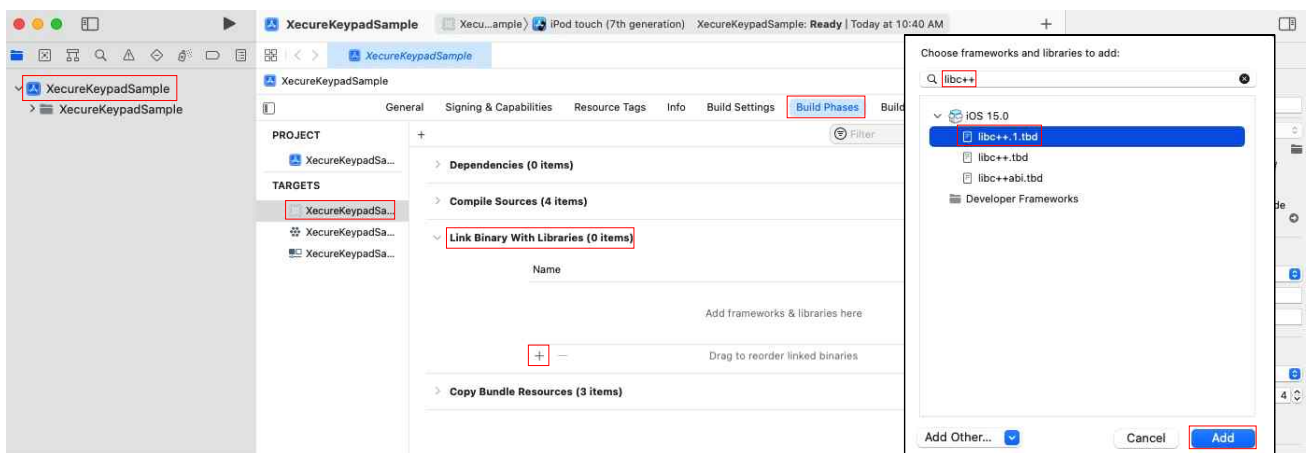 XecureKeypadSample
Xecu...ample 〉 iPod touch (7th generation) XecureKeypadSample: Ready | Today at 10:40 AM
XecureKeypadSample
XecureKeypadSample
XecureKeypadSample
XecureKeypadSample
General Signing & Capabilities Resource Tags Info Build Settings Build Phases Build
PROJECT
XecureKeypadSa...
TARGETS
XecureKeypadSa...
XecureKeypadSa...
XecureKeypadSa...
Filter
Dependencies (0 items)
Compile Sources (4 items)
Link Binary With Libraries (0 items)
Name
Add frameworks & libraries here
Drag to reorder linked binaries
Copy Bundle Resources (3 items)
Choose frameworks and libraries to add:
libc++
iOS 15.0
libc++.1.tbd
libc++.tbd
libc++abi.tbd
Developer Frameworks
Add Other... Cancel Add
de
4